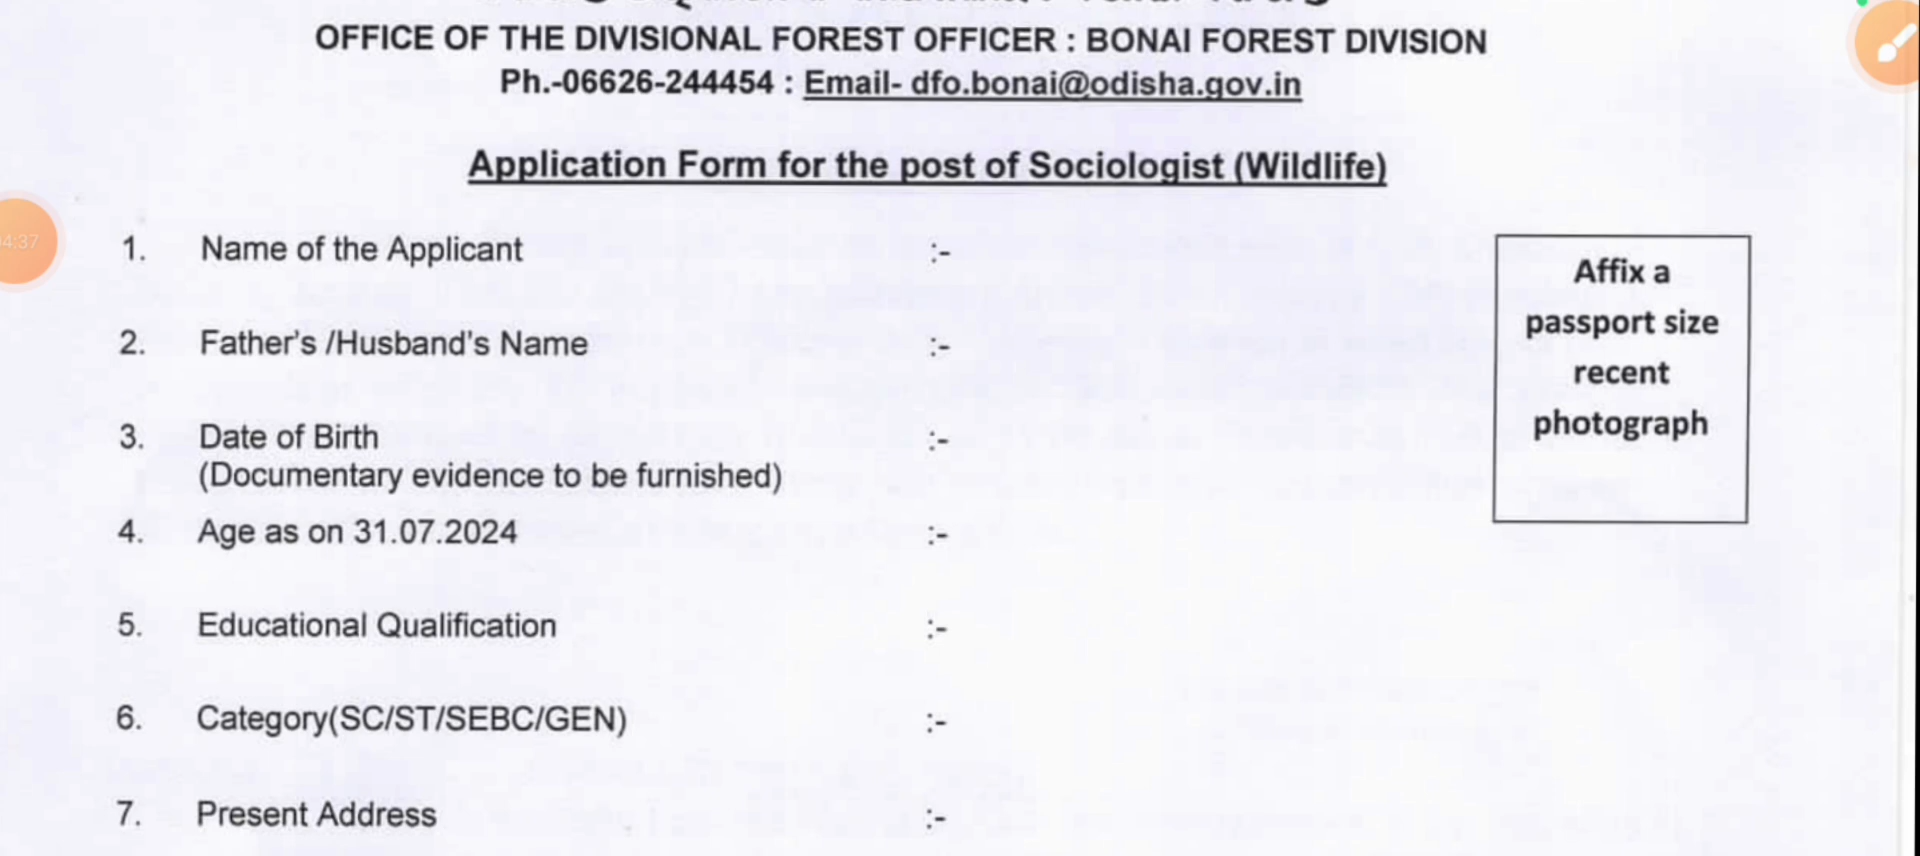 OFFICE OF THE DIVISIONAL FOREST OFFICER : BONAI FOREST DIVISION
Ph.-06626-244454 : Email- dfo.bonai@odisha.gov.in
Application Form for the post of Sociologist (Wildlife)
1. Name of the Applicant :-
2. Father's /Husband's Name :-
3. Date of Birth :-
(Documentary evidence to be furnished)
4. Age as on 31.07.2024 :-
5. Educational Qualification :-
6. Category(SC/ST/SEBC/GEN) :-
7. Present Address :-
Affix a
passport size
recent
photograph
4:37